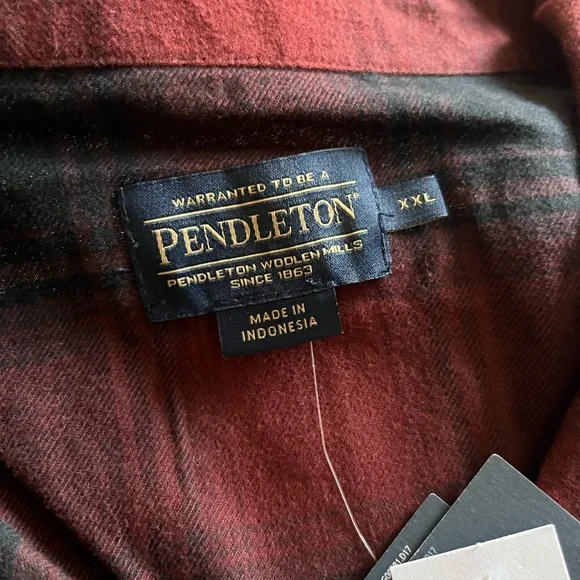 WARRANTED TO BE A
PENDLETON®
PENDLETON WOOLEN MILLS
SINCE 1863
XXL
MADE IN
INDONESIA